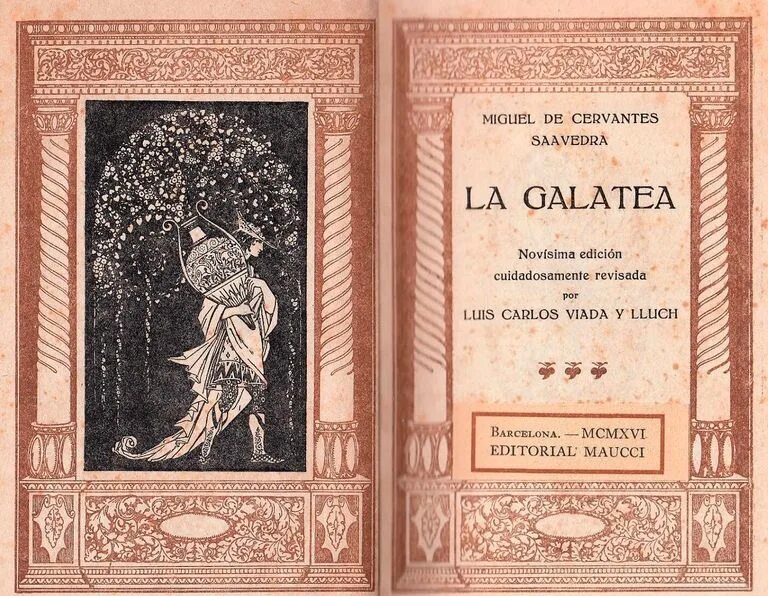 MIGUEL DE CERVANTES
SAAVEDRA
LA GALATEA
Novísima edición
cuidadosamente revisada
por
LUIS CARLOS VIADA Y LLUCH
BARCELONA. — MCMXVI
EDITORIAL MAUCCI